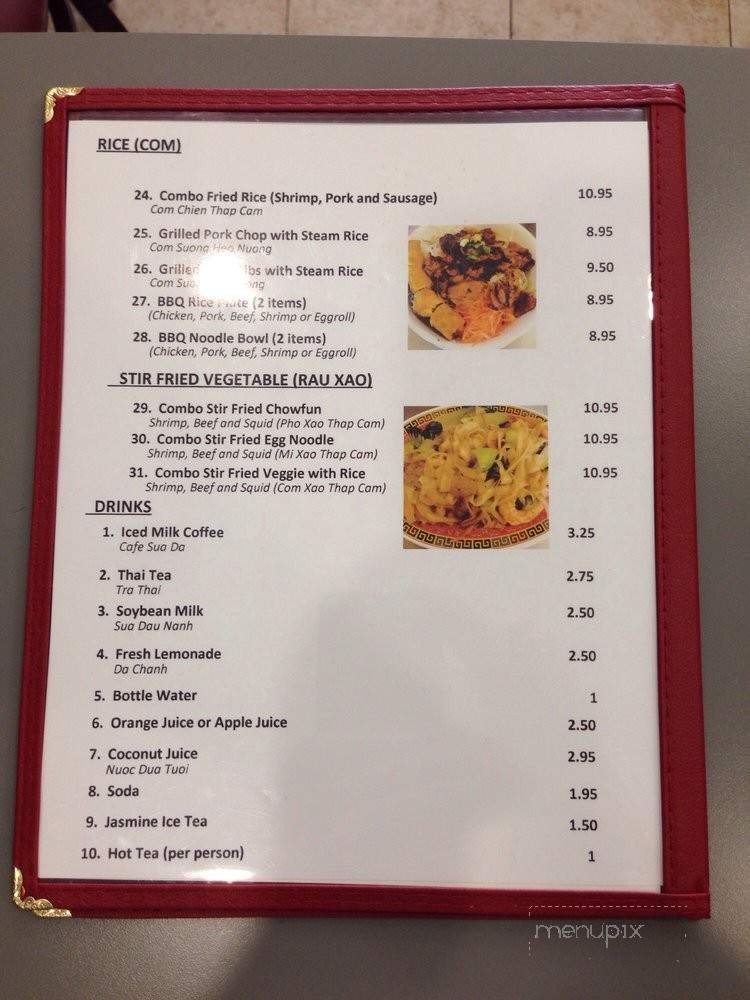 RICE (COM)
24. Combo Fried Rice (Shrimp, Pork and Sausage) 10.95
Com Chien Thap Cam
25. Grilled Pork Chop with Steam Rice 8.95
Com Suong Heo Nuong
26. Grilled with Steam Rice 9.50
Com
27. BBQ Rice Plate (2 items) 8.95
(Chicken, Pork, Beef, Shrimp or Eggroll)
28. BBQ Noodle Bowl (2 items) 8.95
(Chicken, Pork, Beef, Shrimp or Eggroll)
STIR FRIED VEGETABLE (RAU XAO)
29. Combo Stir Fried Chowfun 10.95
Shrimp, Beef and Squid (Pho Xao Thap Cam)
30. Combo Stir Fried Egg Noodle 10.95
Shrimp, Beef and Squid (Mi Xao Thap Cam)
31. Combo Stir Fried Veggie with Rice 10.95
Shrimp, Beef and Squid (Com Xao Thap Cam)
DRINKS
1. Iced Milk Coffee 3.25
Cafe Sua Da
2. Thai Tea 2.75
Tra Thai
3. Soybean Milk 2.50
Sua Dau Nanh
4. Fresh Lemonade 2.50
Da Chanh
5. Bottle Water 1
6. Orange Juice or Apple Juice 2.50
7. Coconut Juice 2.95
Nuoc Dua Tuoi
8. Soda 1.95
9. Jasmine Ice Tea 1.50
10. Hot Tea (per person) 1
menupix